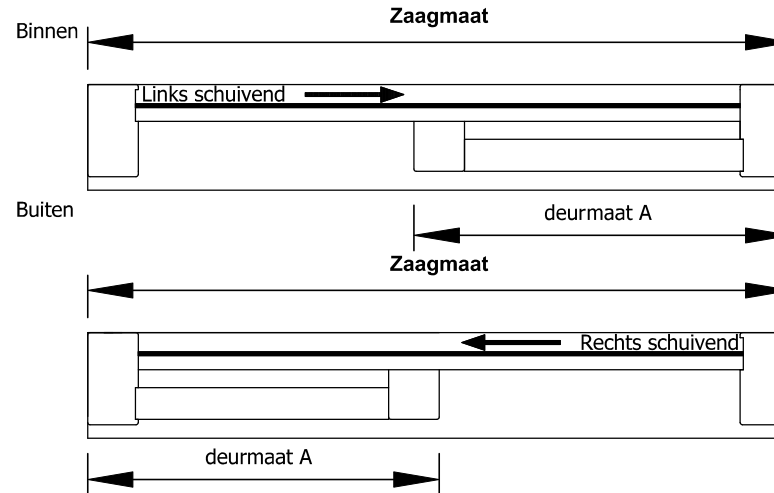 Zaagmaat
Binnen
Links schuivend
Buiten
deurmaat A
Zaagmaat
Rechts schuivend
deurmaat A